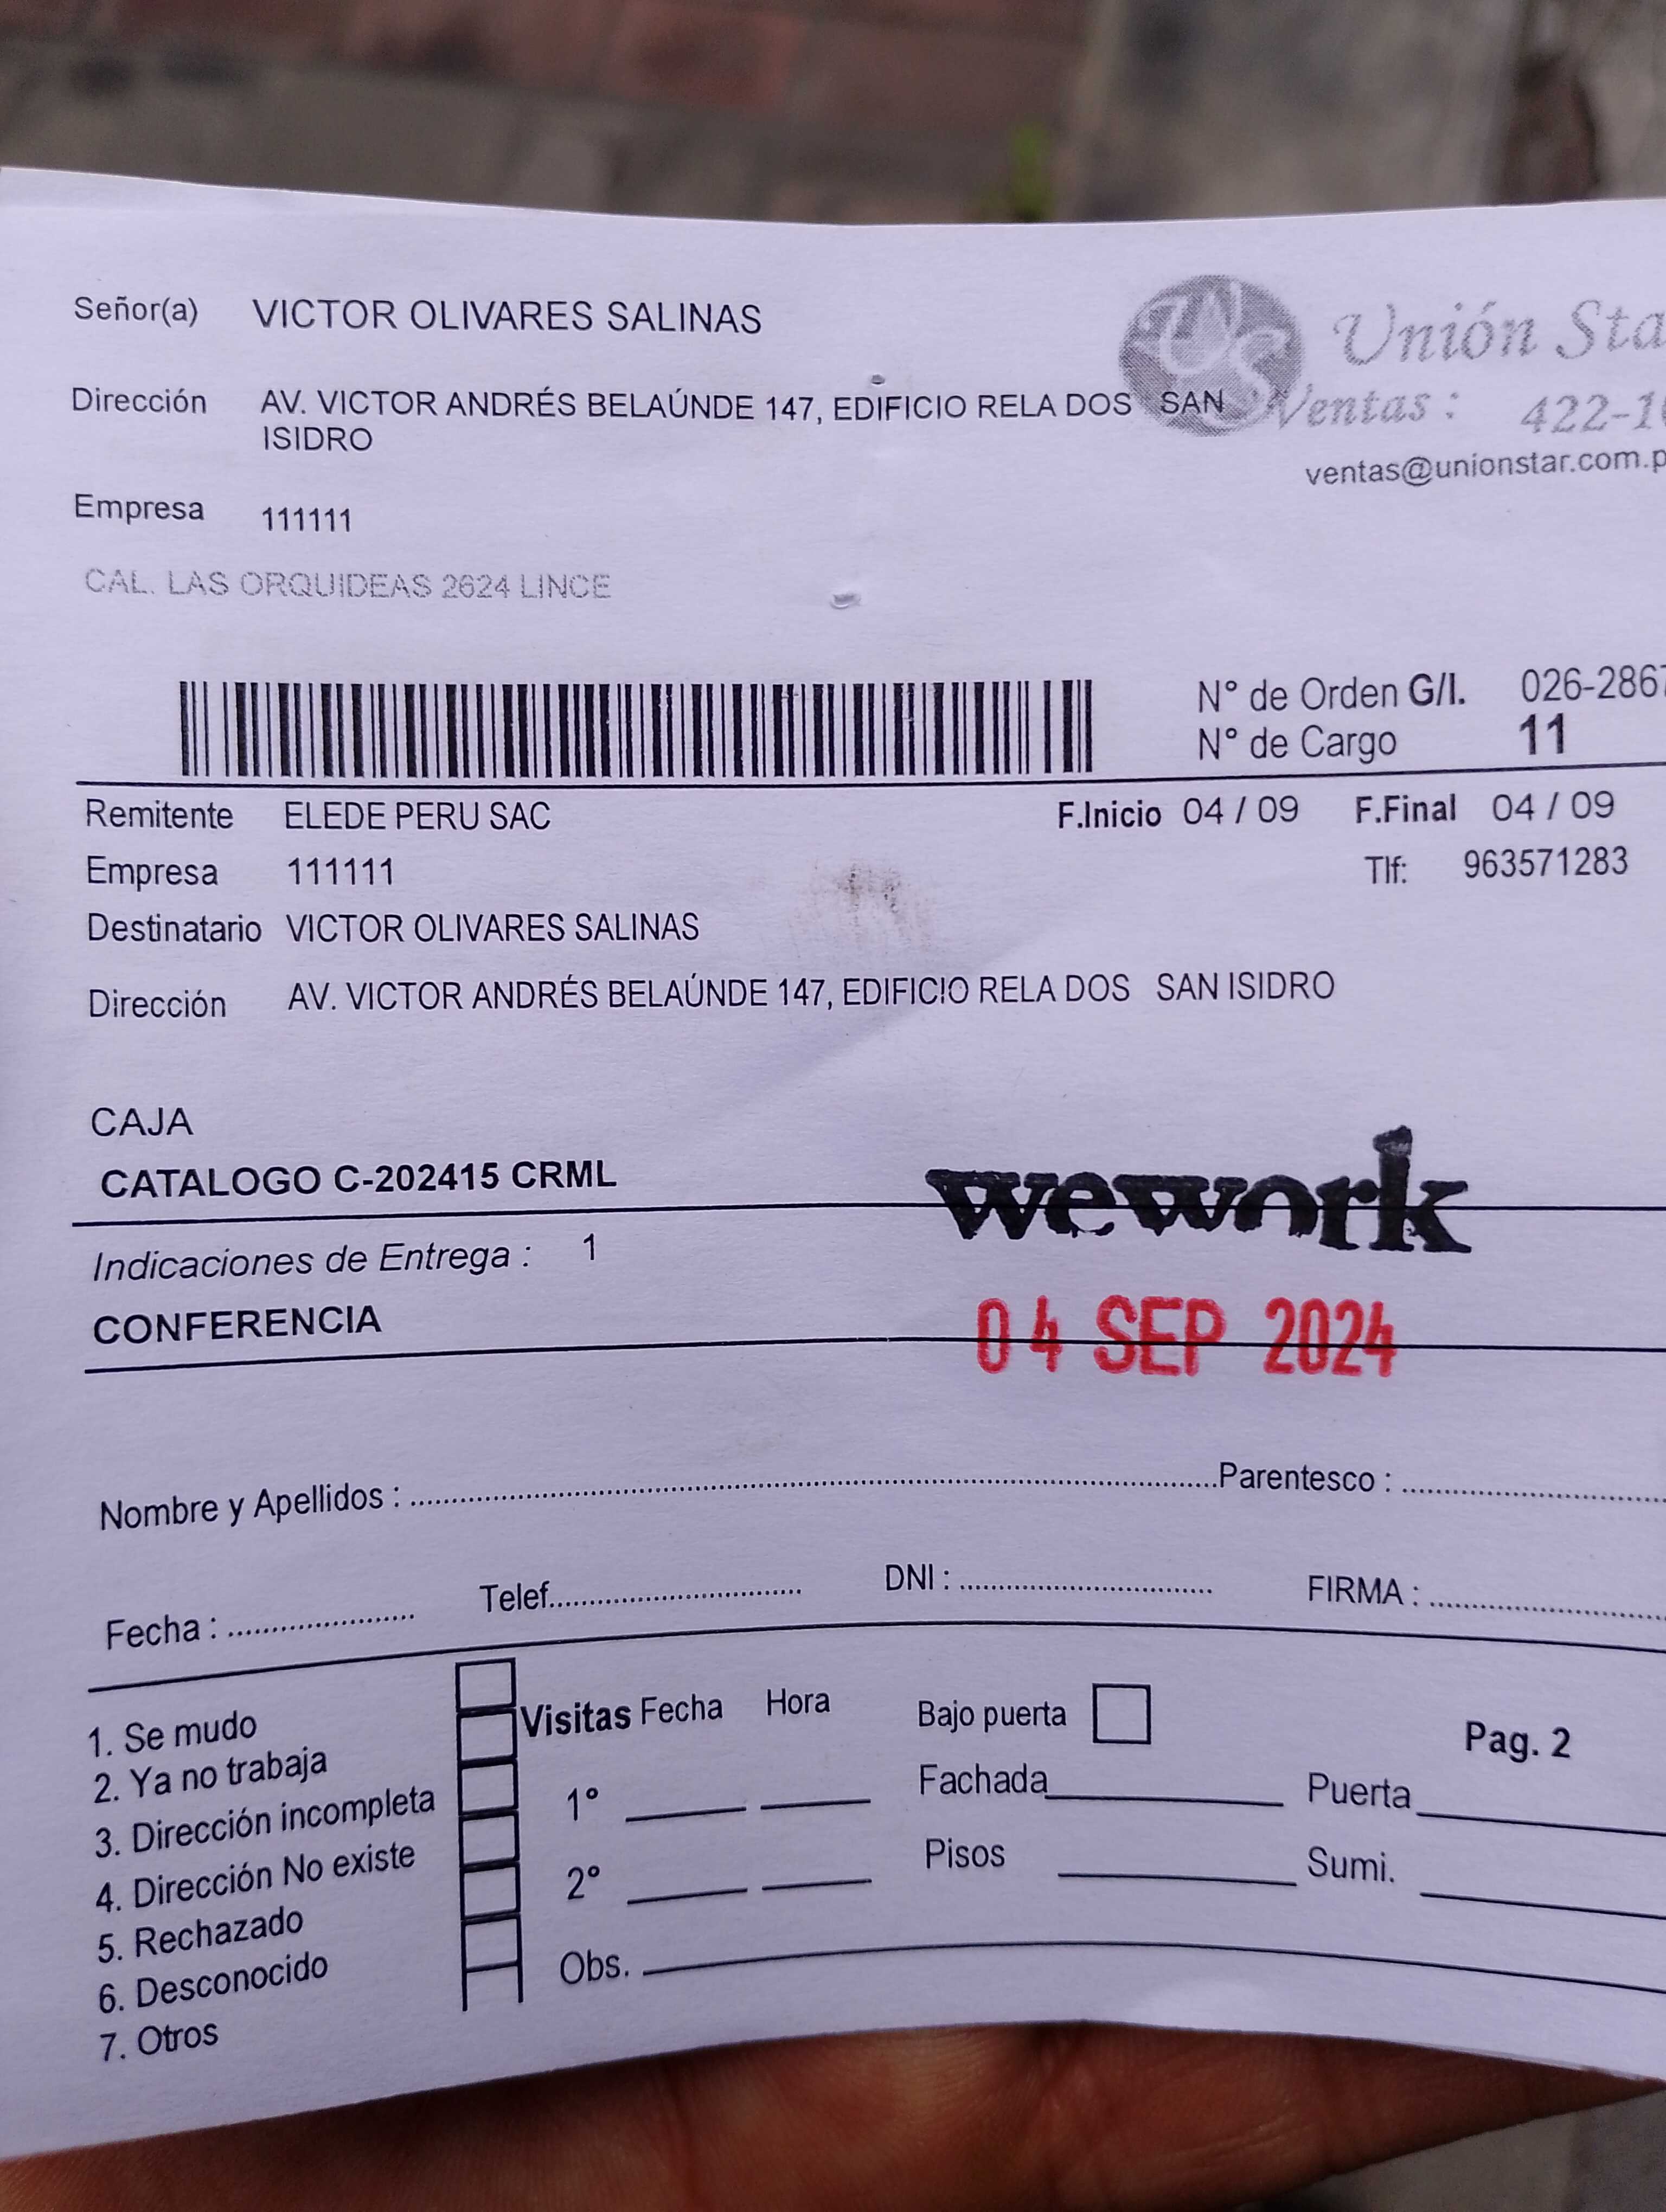 Señor(a) VICTOR OLIVARES SALINAS
Unión Sta
Dirección AV. VICTOR ANDRÉS BELAÚNDE 147, EDIFICIO RELA DOS SAN
ISIDRO
Ventas : 422-1
ventas@unionstar.com.p
Empresa 111111
CAL. LAS ORQUIDEAS 2624 LINCE
N° de Orden G/I. 026-2867
N° de Cargo 11
Remitente ELEDE PERU SAC F.Inicio 04 / 09 F.Final 04 / 09
Empresa 111111 Tlf: 963571283
Destinatario VICTOR OLIVARES SALINAS
Dirección AV. VICTOR ANDRÉS BELAÚNDE 147, EDIFICIO RELA DOS SAN ISIDRO
CAJA
CATALOGO C-202415 CRML
wework
Indicaciones de Entrega : 1
CONFERENCIA
04 SEP 2024
Nombre y Apellidos : Parentesco :
Fecha : Telef. DNI : FIRMA :
1. Se mudo
2. Ya no trabaja
3. Dirección incompleta
4. Dirección No existe
5. Rechazado
6. Desconocido
7. Otros
Visitas Fecha Hora
1°
2°
Obs.
Bajo puerta
Pag. 2
Fachada Puerta
Pisos Sumi.